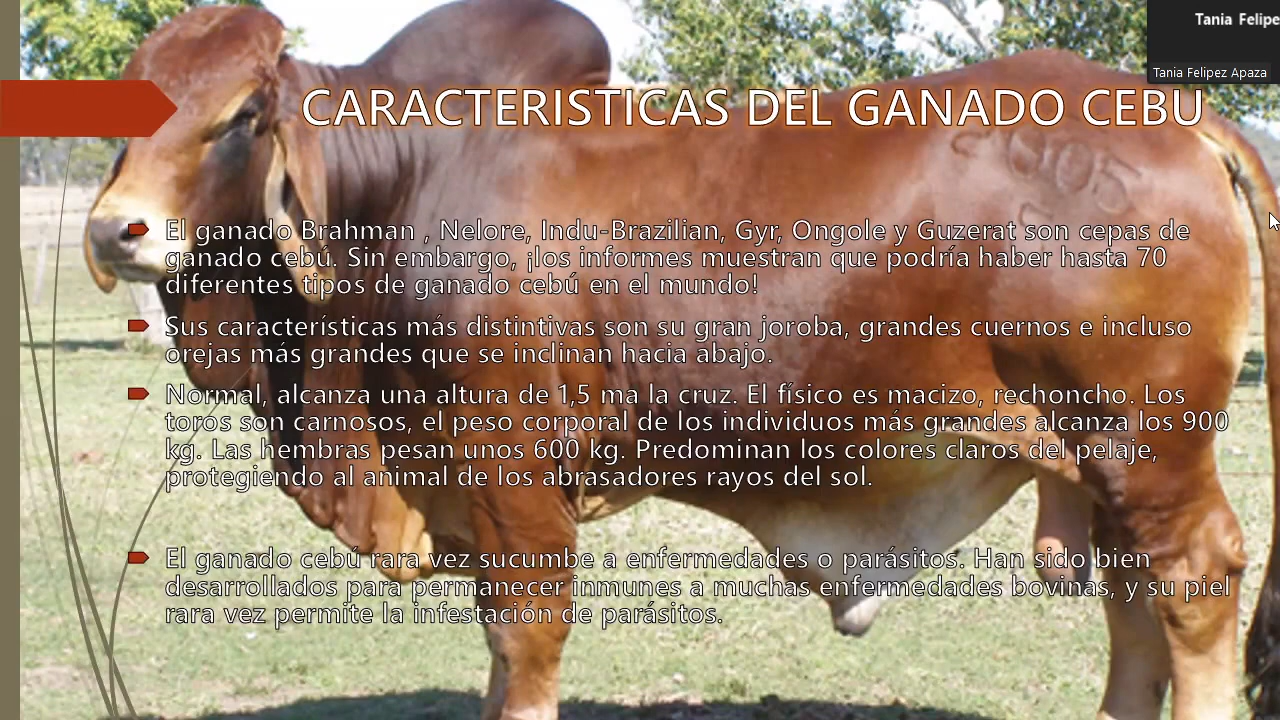 Tania Felipe
Tania Felipez Apaza
CARACTERISTICAS DEL GANADO CEBÚ
El ganado Brahman , Nelore, Indu-Brazilian, Gyr, Ongole y Guzerat son cepas de
ganado cebú. Sin embargo, ¡los informes muestran que podría haber hasta 70
diferentes tipos de ganado cebú en el mundo!
Sus características más distintivas son su gran joroba, grandes cuernos e incluso
orejas más grandes que se inclinan hacia abajo.
Normal, alcanza una altura de 1,5 ma la cruz. El físico es macizo, rechoncho. Los
toros son carnosos, el peso corporal de los individuos más grandes alcanza los 900
kg. Las hembras pesan unos 600 kg. Predominan los colores claros del pelaje,
protegiendo al animal de los abrasadores rayos del sol.
El ganado cebú rara vez sucumbe a enfermedades o parásitos. Han sido bien
desarrollados para permanecer inmunes a muchas enfermedades bovinas, y su piel
rara vez permite la infestación de parásitos.